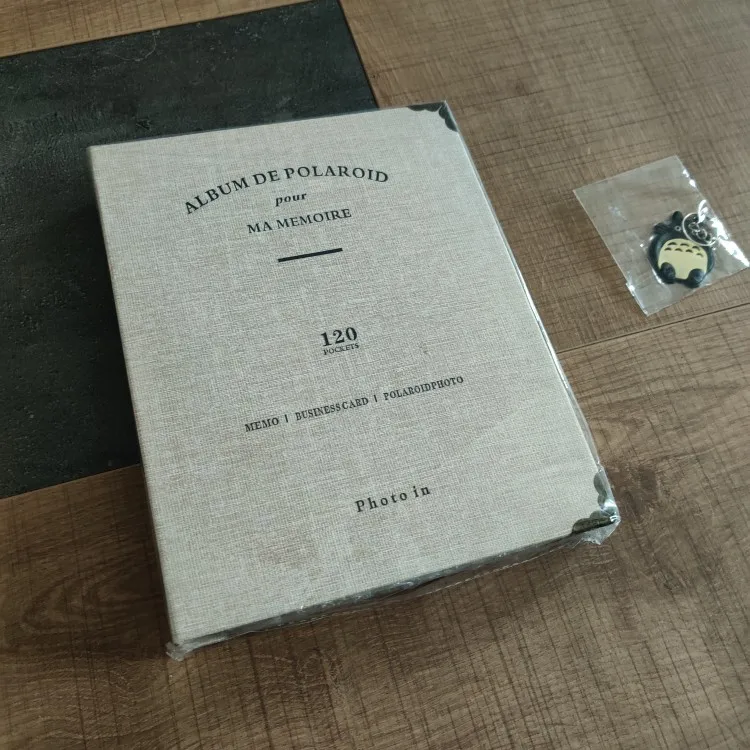 ALBUM DE POLAROID
pour
MA MEMOIRE
120
POCKETS
MEMO | BUSINESSCARD | POLAROIDPHOTO
Photo in